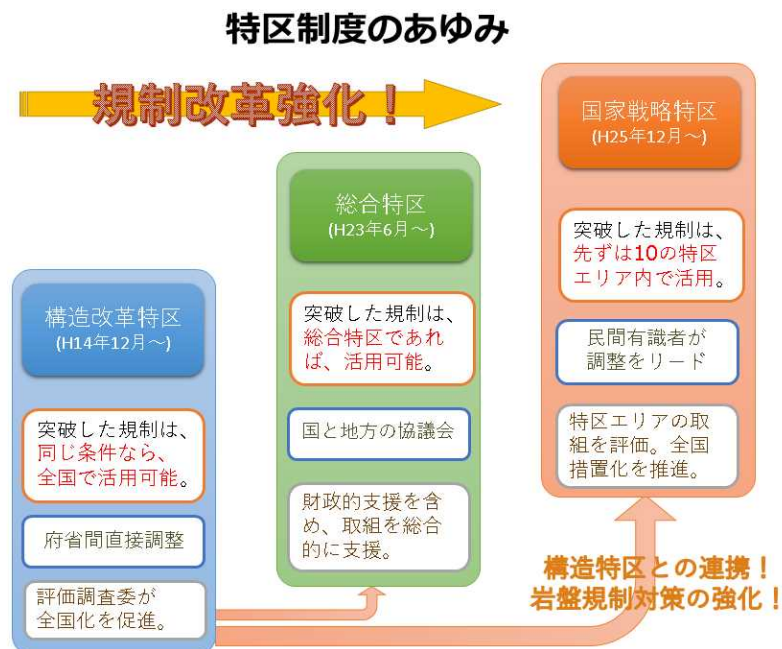 特区制度のあゆみ
規制改革強化！
構造改革特区
(H14年12月～)
突破した規制は、
同じ条件なら、
全国で活用可能。
府省間直接調整
評価調査委が
全国化を促進。
総合特区
(H23年6月～)
突破した規制は、
総合特区であれ
ば、活用可能。
国と地方の協議会
財政的支援を含
め、取組を総合
的に支援。
国家戦略特区
(H25年12月～)
突破した規制は、
先ずは10の特区
エリア内で活用。
民間有識者が
調整をリード
特区エリアの取
組を評価。全国
措置化を推進。
構造特区との連携！
岩盤規制対策の強化！